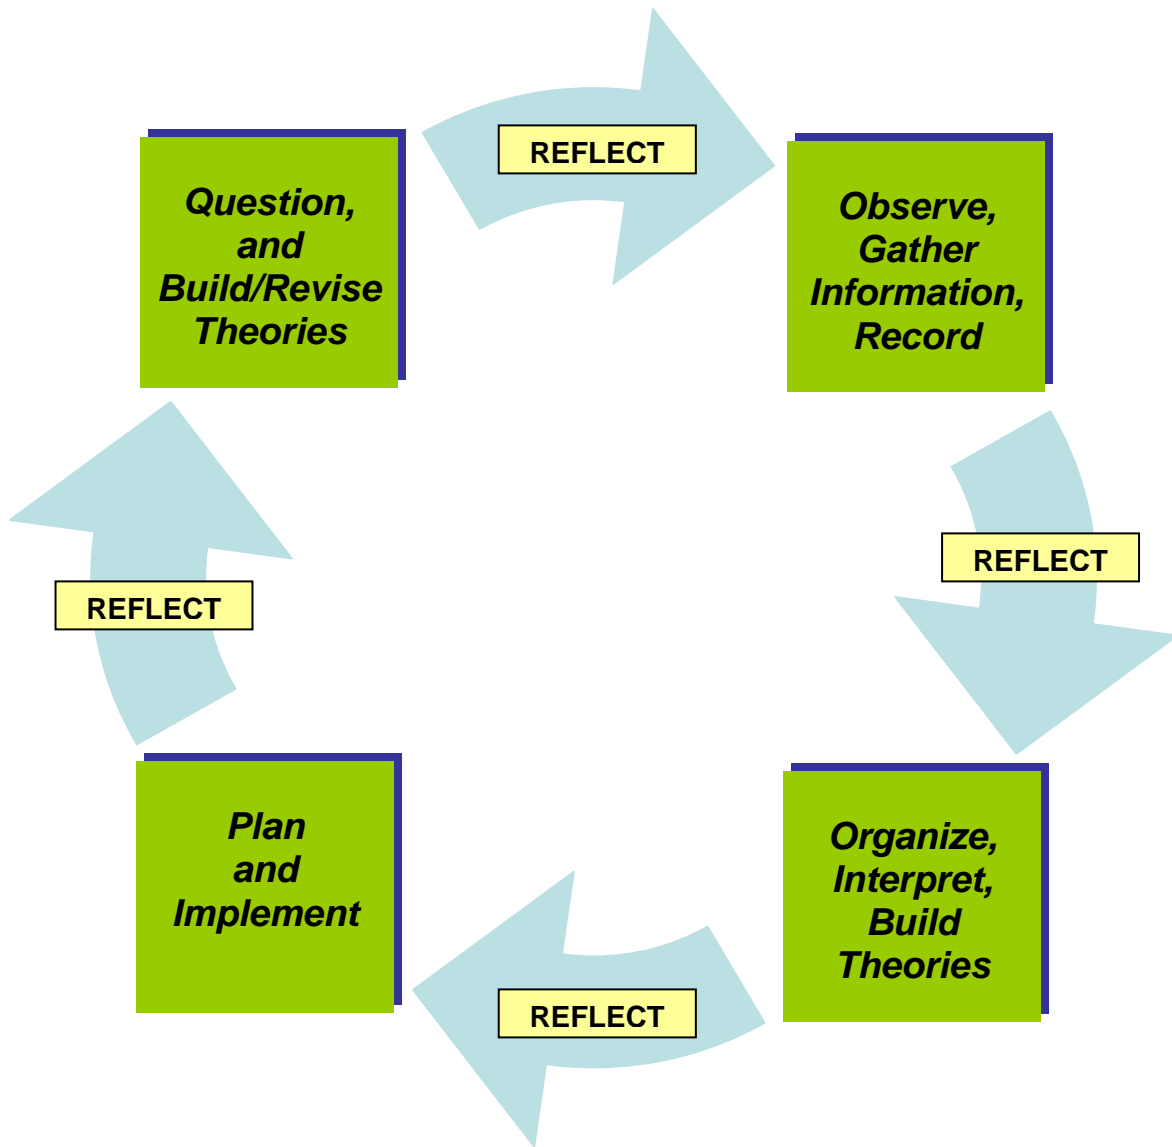 REFLECT
Question,
and
Build/Revise
Theories
Observe,
Gather
Information,
Record
REFLECT
REFLECT
Plan
and
Implement
Organize,
Interpret,
Build
Theories
REFLECT